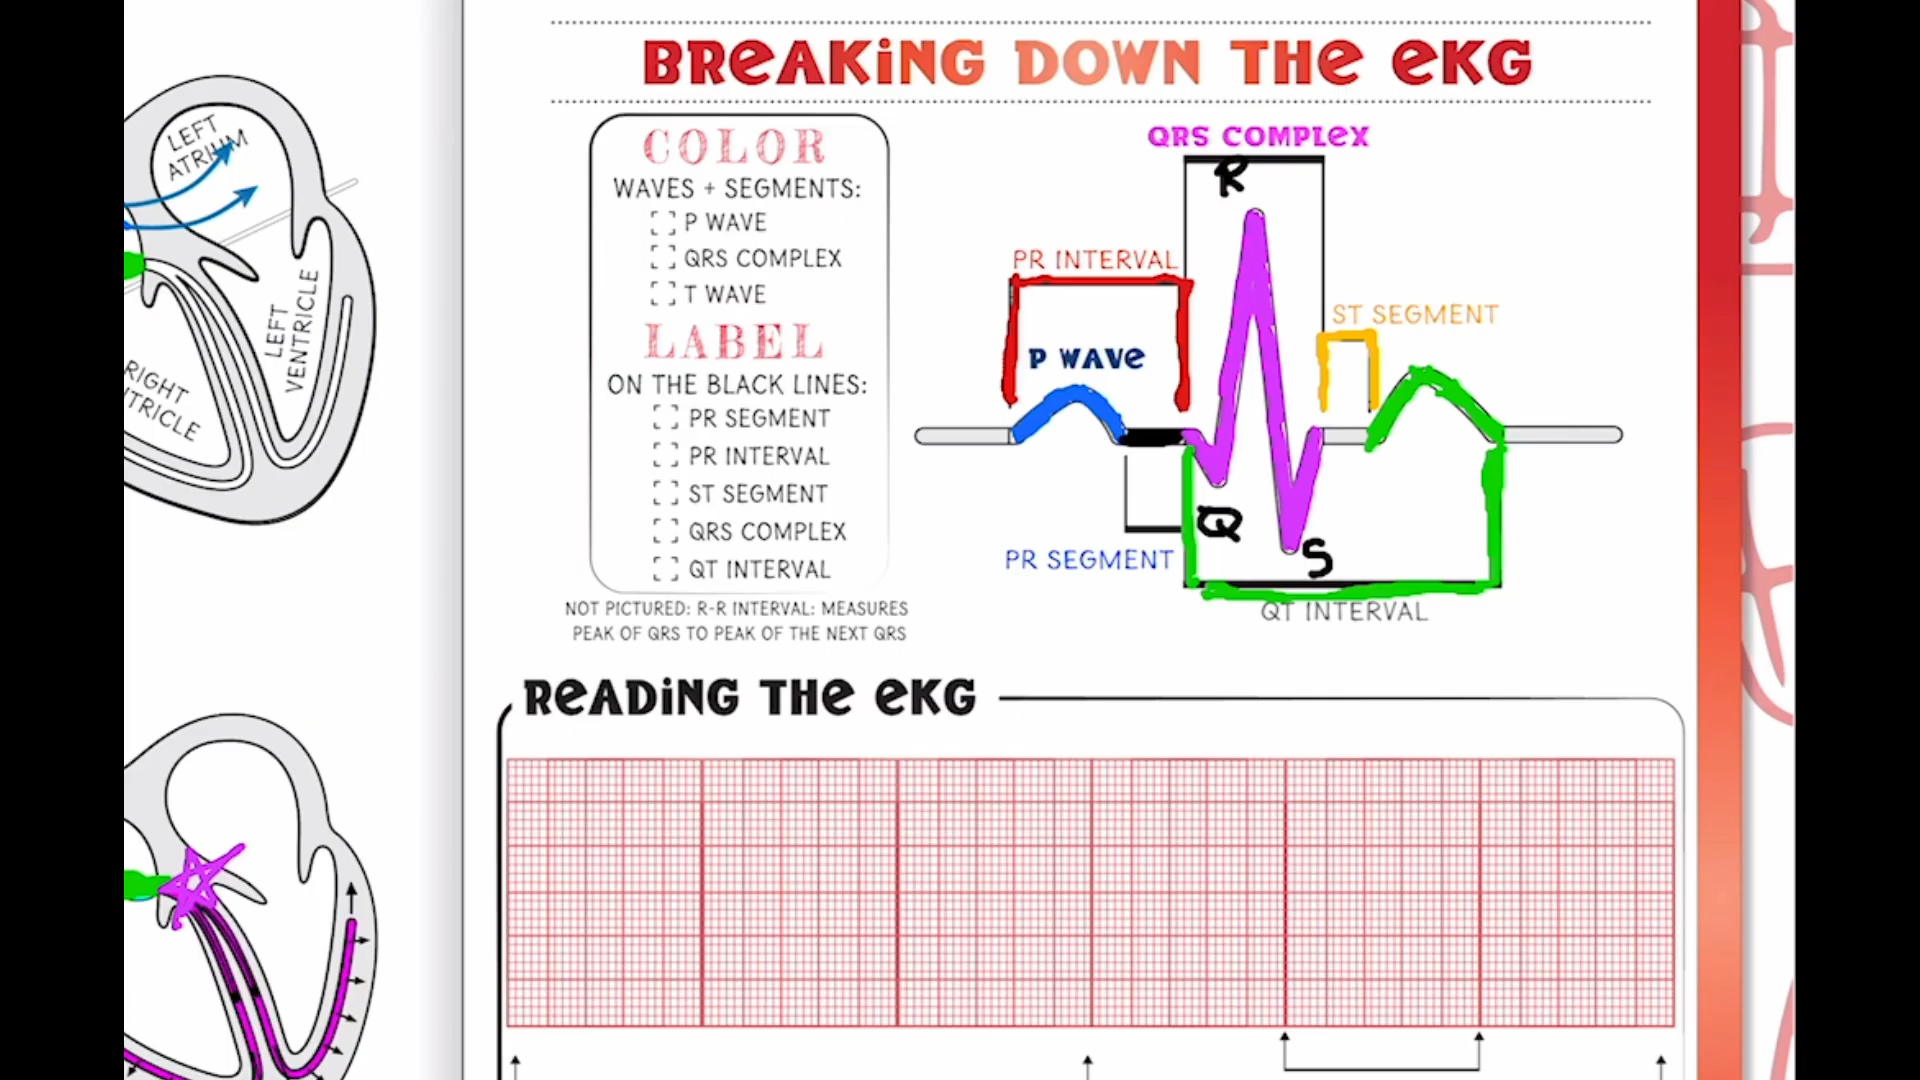 BREAKING DOWN THE EKG
COLOR
WAVES + SEGMENTS:
P WAVE
QRS COMPLEX
T WAVE
LABEL
ON THE BLACK LINES:
PR SEGMENT
PR INTERVAL
ST SEGMENT
QRS COMPLEX
QT INTERVAL
NOT PICTURED: R-R INTERVAL: MEASURES
PEAK OF QRS TO PEAK OF THE NEXT QRS
QRS COMPLEX
R
PR INTERVAL
ST SEGMENT
P WAVE
Q
S
PR SEGMENT
QT INTERVAL
READING THE EKG
LEFT
ATRIUM
LEFT
VENTRICLE
RIGHT
NTRICLE